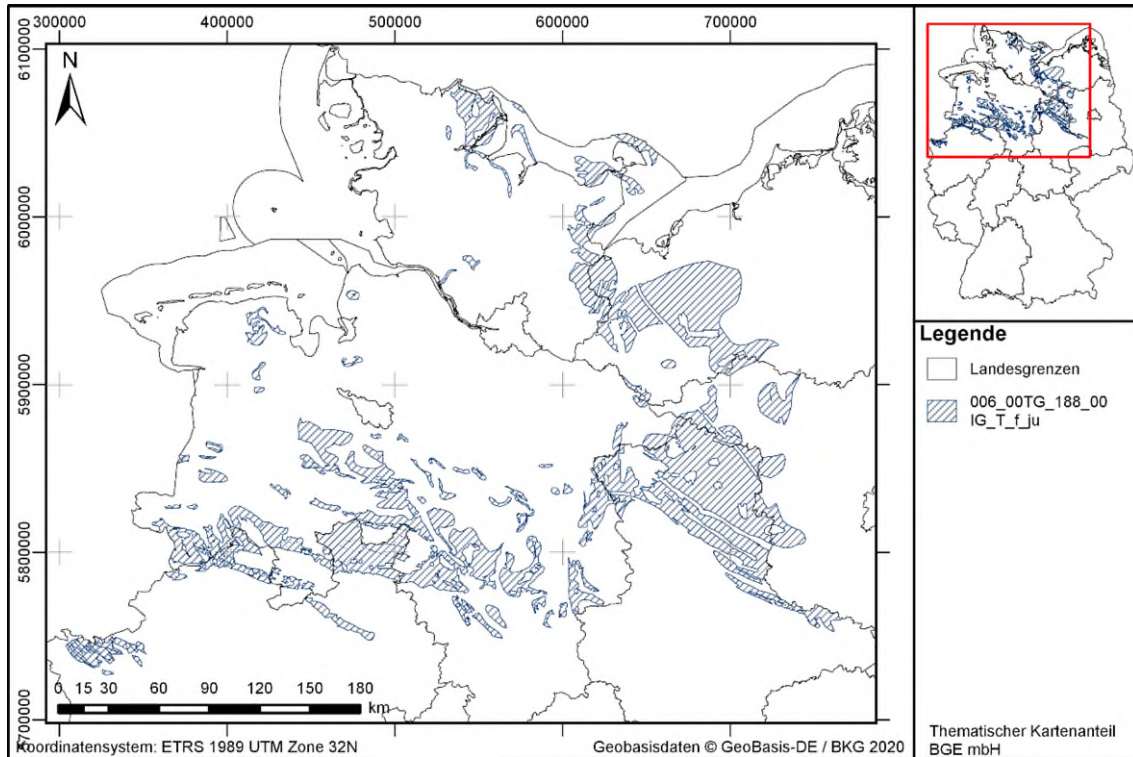 300000 400000 500000 600000 700000
6100000
6000000
5900000
5800000
5700000
N
0 15 30 60 90 120 150 180
km
Koordinatensystem: ETRS 1989 UTM Zone 32N
Geobasisdaten © GeoBasis-DE / BKG 2020
Legende
Landesgrenzen
006_00TG_188_00
IG_T_f_ju
Thematischer Kartenanteil
BGE mbH